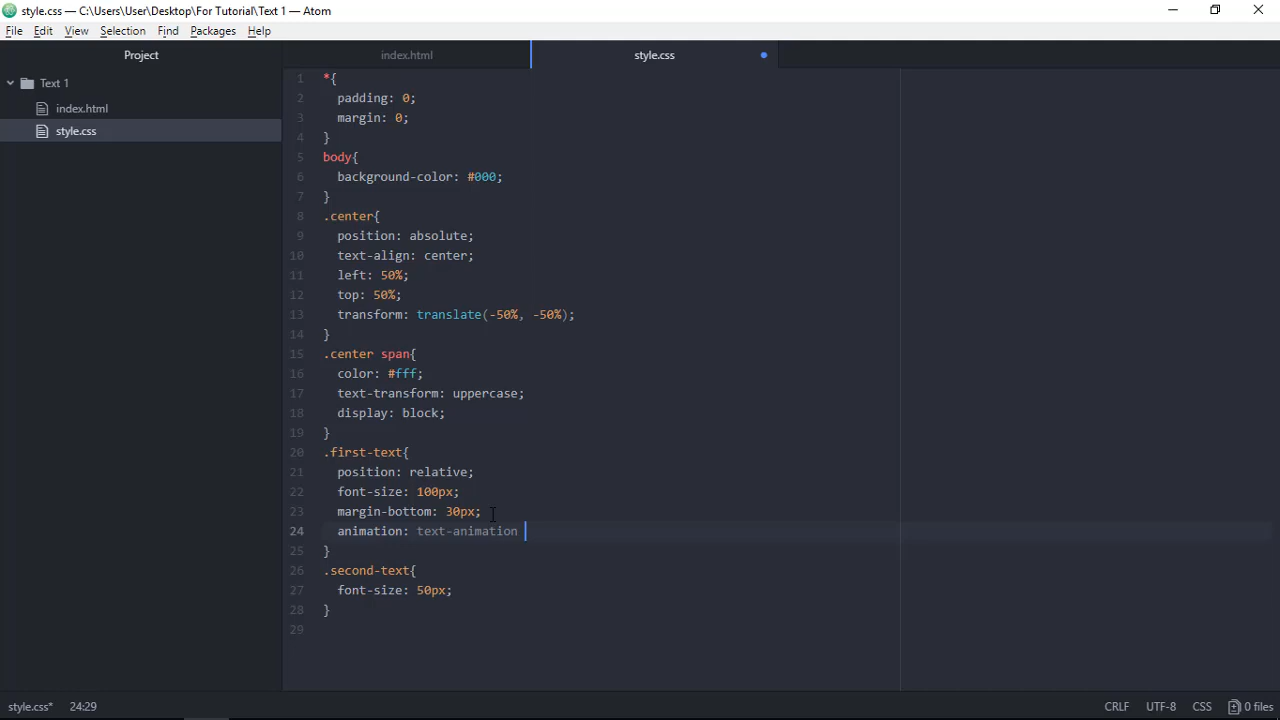 style.css — C:\Users\User\Desktop\For Tutorial\Text 1 — Atom
File Edit View Selection Find Packages Help
Project
index.html
style.css
Text 1
index.html
style.css
1 *{
2 padding: 0;
3 margin: 0;
4 }
5 body{
6 background-color: #000;
7 }
8 .center{
9 position: absolute;
10 text-align: center;
11 left: 50%;
12 top: 50%;
13 transform: translate(-50%, -50%);
14 }
15 .center span{
16 color: #fff;
17 text-transform: uppercase;
18 display: block;
19 }
20 .first-text{
21 position: relative;
22 font-size: 100px;
23 margin-bottom: 30px;
24 animation: text-animation
25 }
26 .second-text{
27 font-size: 50px;
28 }
29
style.css* 24:29 CRLF UTF-8 CSS 0 files